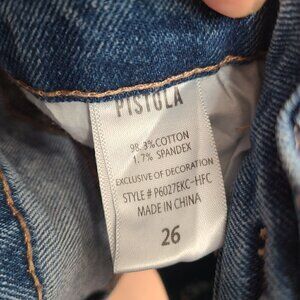 PISTOLA
98.3%COTTON
1.7% SPANDEX
EXCLUSIVE OF DECORATION
STYLE # P6027EKC-HFC
MADE IN CHINA
26